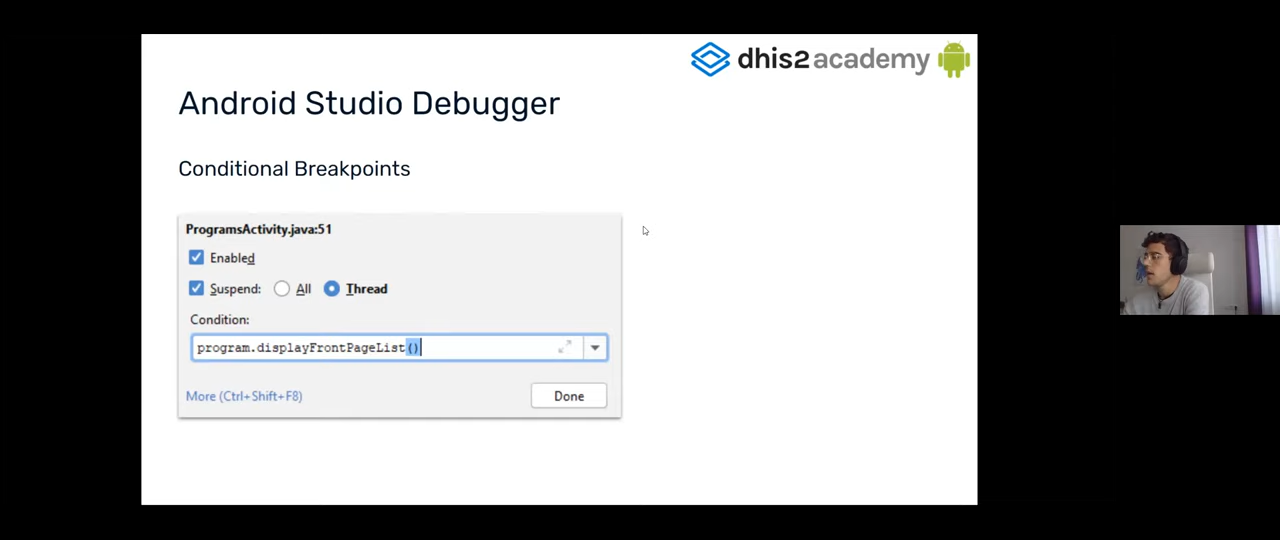 dhis2 academy
Android Studio Debugger
Conditional Breakpoints
ProgramsActivity.java:51
Enabled
Suspend: All Thread
Condition:
program.displayFrontPageList()
More (Ctrl+Shift+F8) Done